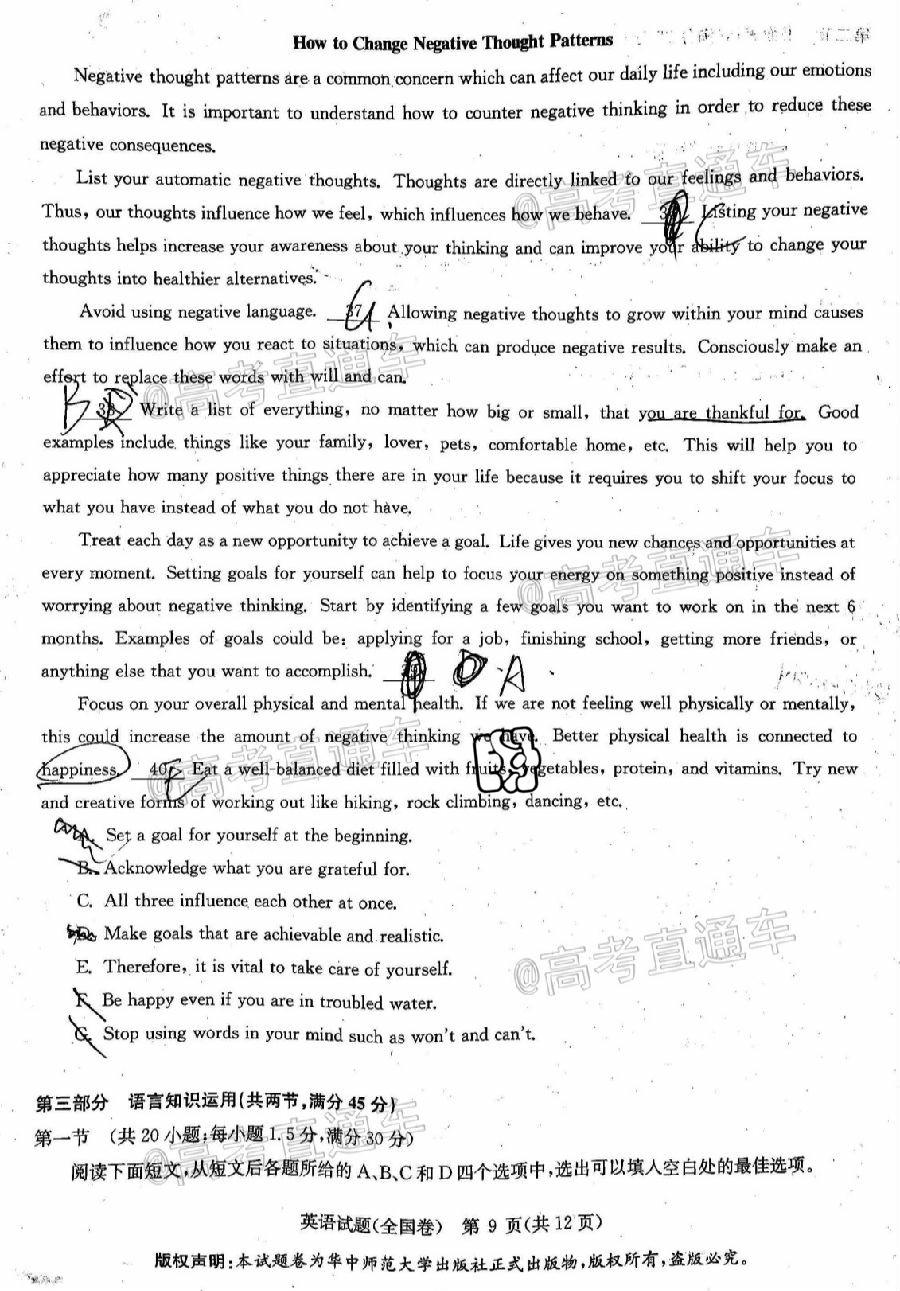 How to Change Negative Thought Patterns
Negative thought patterns are a common concern which can affect our daily life including our emotions
and behaviors. It is important to understand how to counter negative thinking in order to reduce these
negative consequences.
List your automatic negative thoughts. Thoughts are directly linked to our feelings and behaviors.
Thus, our thoughts influence how we feel, which influences how we behave. Listing your negative
thoughts helps increase your awareness about your thinking and can improve your ability to change your
thoughts into healthier alternatives.
Avoid using negative language. 37 Allowing negative thoughts to grow within your mind causes
them to influence how you react to situations, which can produce negative results. Consciously make an
effort to replace these words with will and can.
B 38 Write a list of everything, no matter how big or small, that you are thankful for. Good
examples include things like your family, lover, pets, comfortable home, etc. This will help you to
appreciate how many positive things there are in your life because it requires you to shift your focus to
what you have instead of what you do not have.
Treat each day as a new opportunity to achieve a goal. Life gives you new chances and opportunities at
every moment. Setting goals for yourself can help to focus your energy on something positive instead of
worrying about negative thinking. Start by identifying a few goals you want to work on in the next 6
months. Examples of goals could be: applying for a job, finishing school, getting more friends, or
anything else that you want to accomplish. D A
Focus on your overall physical and mental health. If we are not feeling well physically or mentally,
this could increase the amount of negative thinking we have. Better physical health is connected to
happiness. 40 E Eat a well-balanced diet filled with fruits, vegetables, protein, and vitamins. Try new
and creative forms of working out like hiking, rock climbing, dancing, etc.
A. Set a goal for yourself at the beginning.
B. Acknowledge what you are grateful for.
C. All three influence each other at once.
D. Make goals that are achievable and realistic.
E. Therefore, it is vital to take care of yourself.
F. Be happy even if you are in troubled water.
G. Stop using words in your mind such as won't and can't.
第三部分 语言知识运用(共两节,满分45分)
第一节 (共20小题;每小题1.5分,满分30分)
阅读下面短文,从短文后各题所给的A、B、C和D四个选项中,选出可以填入空白处的最佳选项。
英语试题(全国卷) 第9页(共12页)
版权声明:本试题卷为华中师范大学出版社正式出版物,版权所有,盗版必究。
@高考直通车
@高考直通车
@高考直通车
@高考直通车
@高考直通车
@高考直通车